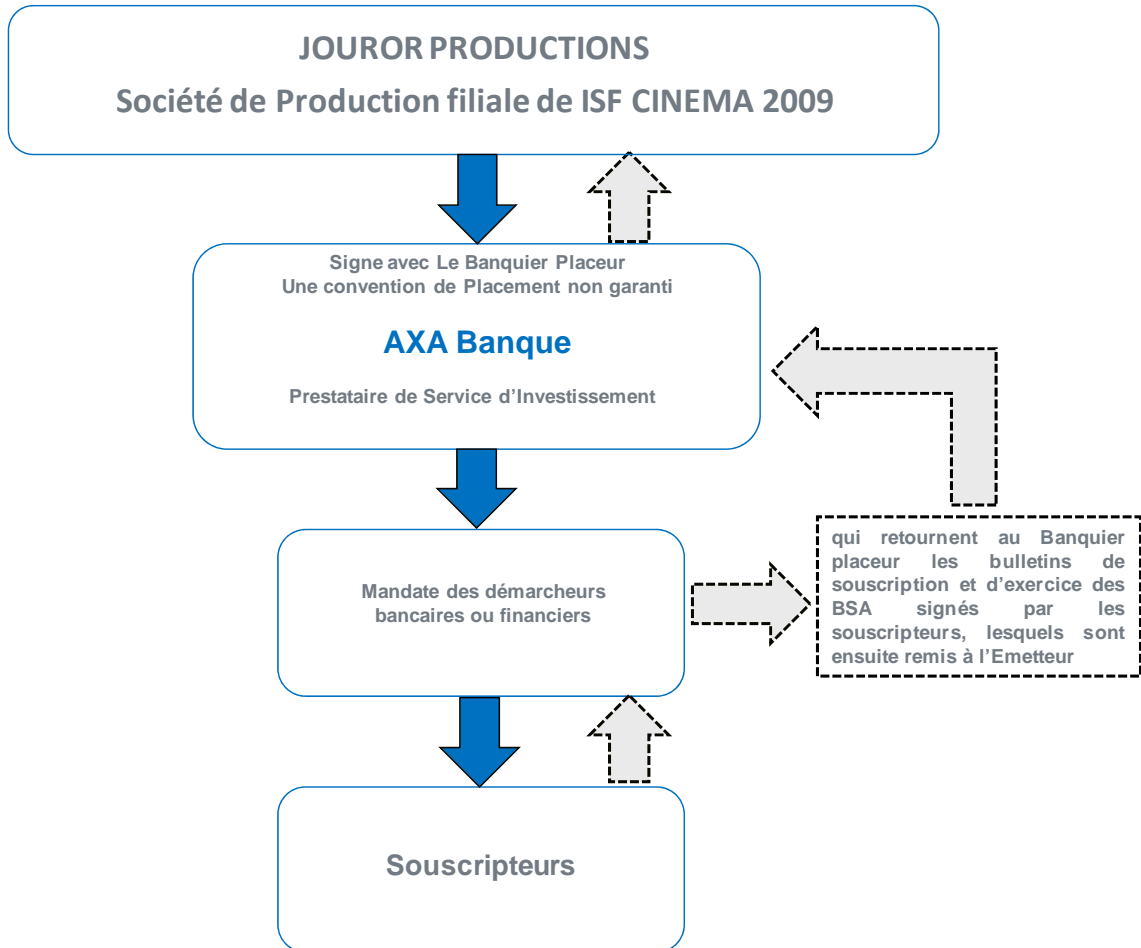 JOUROR PRODUCTIONS
Société de Production filiale de ISF CINEMA 2009
Signe avec Le Banquier Placeur
Une convention de Placement non garanti
AXA Banque
Prestataire de Service d’Investissement
Mandate des démarcheurs
bancaires ou financiers
qui retournent au Banquier
placeur les bulletins de
souscription et d’exercice des
BSA signés par les
souscripteurs, lesquels sont
ensuite remis à l’Emetteur
Souscripteurs